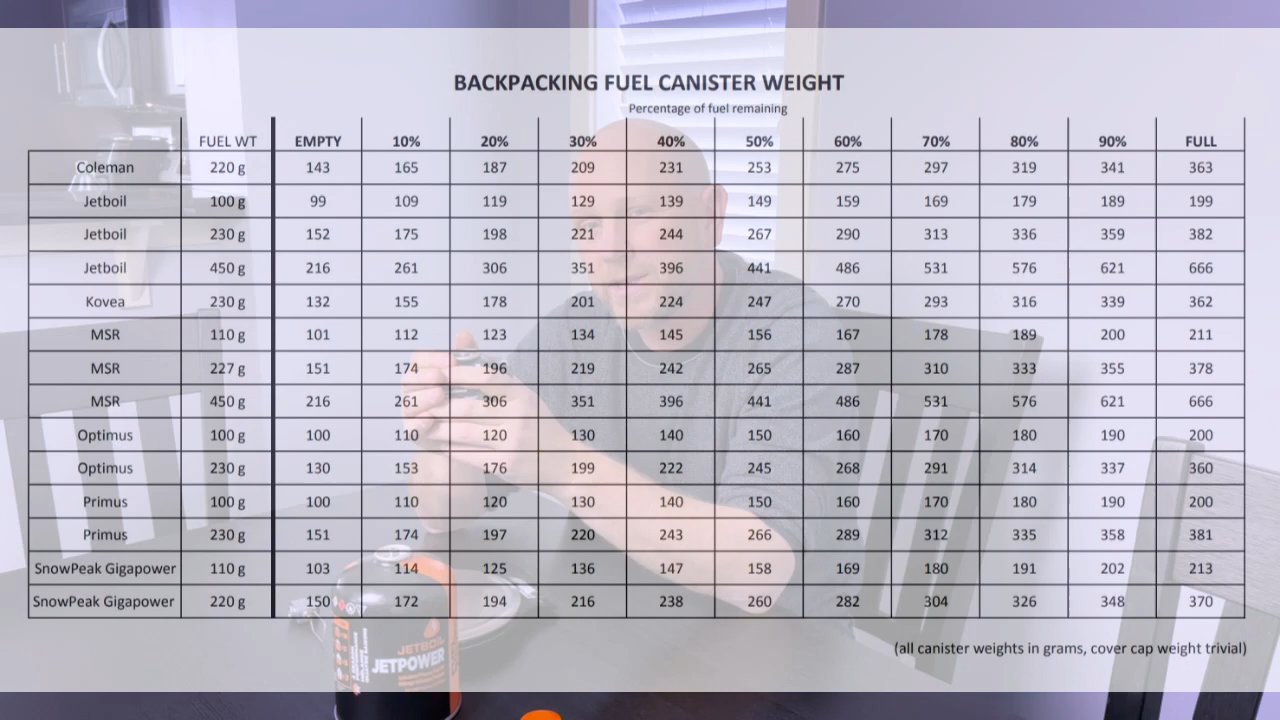 BACKPACKING FUEL CANISTER WEIGHT
Percentage of fuel remaining
FUEL WT EMPTY 10% 20% 30% 40% 50% 60% 70% 80% 90% FULL
Coleman 220 g 143 165 187 209 231 253 275 297 319 341 363
Jetboil 100 g 99 109 119 129 139 149 159 169 179 189 199
Jetboil 230 g 152 175 198 221 244 267 290 313 336 359 382
Jetboil 450 g 216 261 306 351 396 441 486 531 576 621 666
Kovea 230 g 132 155 178 201 224 247 270 293 316 339 362
MSR 110 g 101 112 123 134 145 156 167 178 189 200 211
MSR 227 g 151 174 196 219 242 265 287 310 333 355 378
MSR 450 g 216 261 306 351 396 441 486 531 576 621 666
Optimus 100 g 100 110 120 130 140 150 160 170 180 190 200
Optimus 230 g 130 153 176 199 222 245 268 291 314 337 360
Primus 100 g 100 110 120 130 140 150 160 170 180 190 200
Primus 230 g 151 174 197 220 243 266 289 312 335 358 381
SnowPeak Gigapower 110 g 103 114 125 136 147 158 169 180 191 202 213
SnowPeak Gigapower 220 g 150 172 194 216 238 260 282 304 326 348 370
(all canister weights in grams, cover cap weight trivial)
JETBOIL
JETPOWER